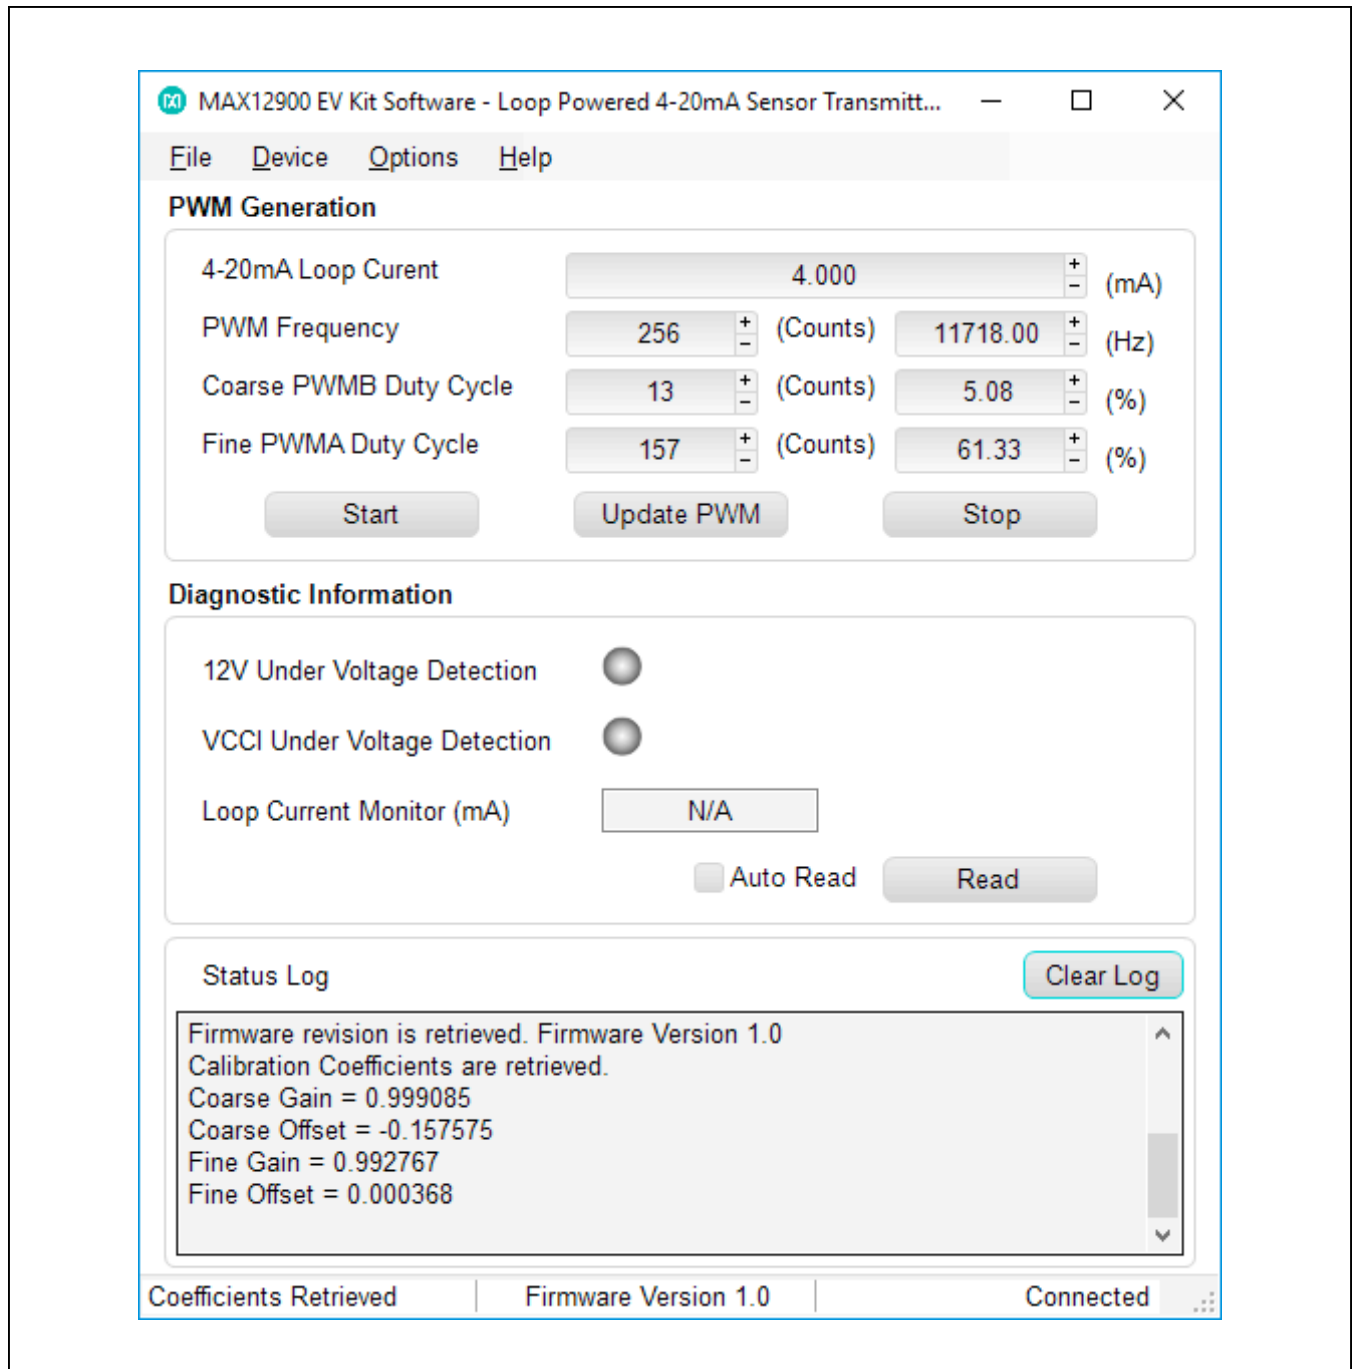 MAX12900 EV Kit Software - Loop Powered 4-20mA Sensor Transmitt...
File Device Options Help
PWM Generation
4-20mA Loop Curent 4.000 + - (mA)
PWM Frequency 256 + - (Counts) 11718.00 + - (Hz)
Coarse PWMB Duty Cycle 13 + - (Counts) 5.08 + - (%)
Fine PWMA Duty Cycle 157 + - (Counts) 61.33 + - (%)
Start Update PWM Stop
Diagnostic Information
12V Under Voltage Detection
VCCI Under Voltage Detection
Loop Current Monitor (mA) N/A
Auto Read Read
Status Log Clear Log
Firmware revision is retrieved. Firmware Version 1.0
Calibration Coefficients are retrieved.
Coarse Gain = 0.999085
Coarse Offset = -0.157575
Fine Gain = 0.992767
Fine Offset = 0.000368
Coefficients Retrieved Firmware Version 1.0 Connected